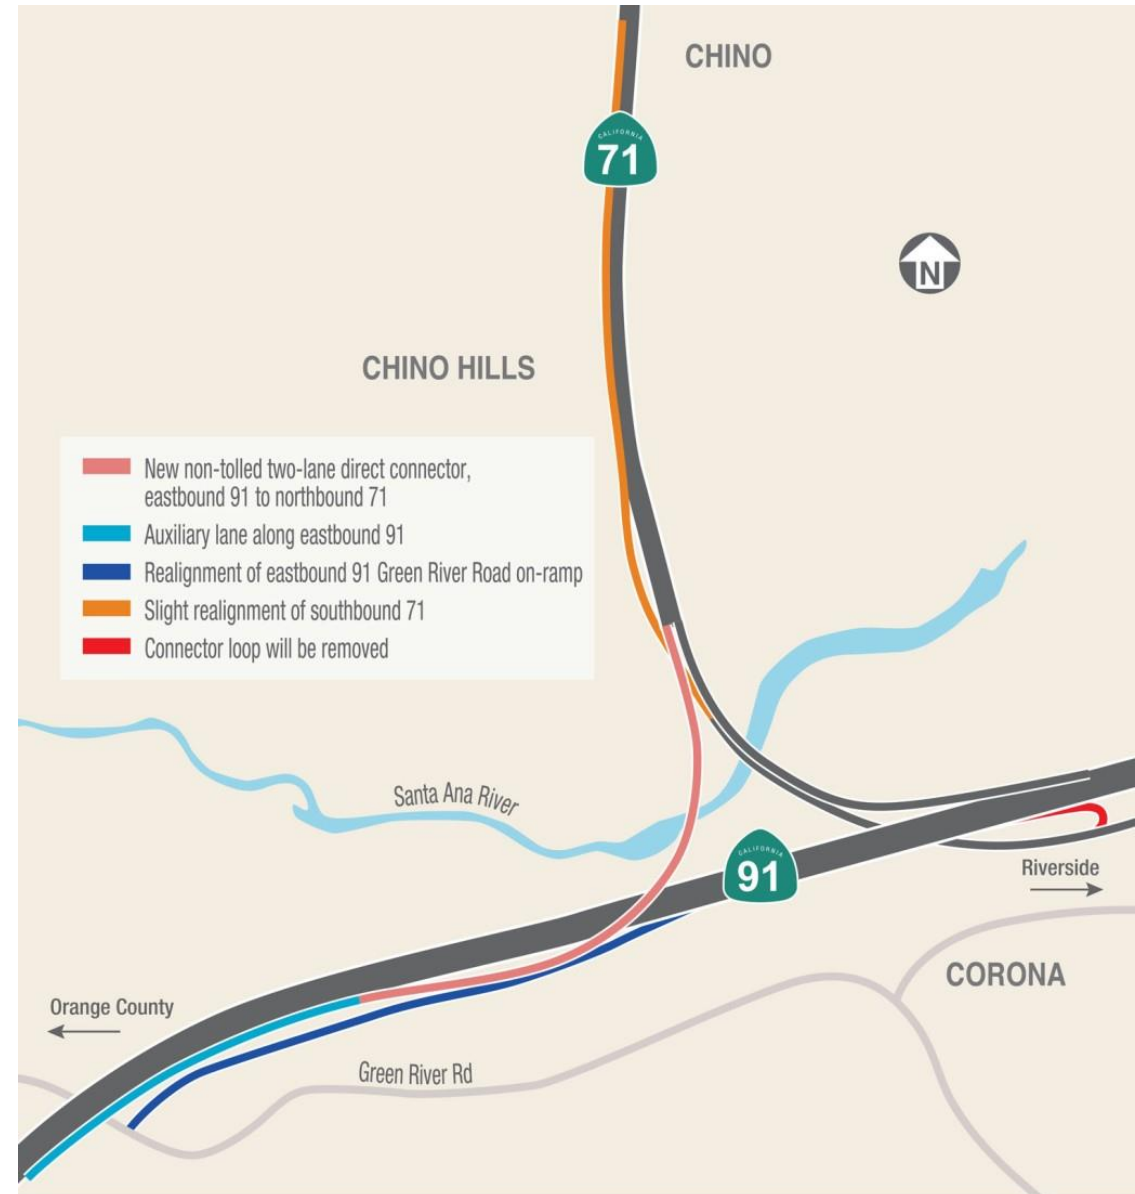 CHINO
CALIFORNIA
71
N
CHINO HILLS
New non-tolled two-lane direct connector,
eastbound 91 to northbound 71
Auxiliary lane along eastbound 91
Realignment of eastbound 91 Green River Road on-ramp
Slight realignment of southbound 71
Connector loop will be removed
Santa Ana River
CALIFORNIA
91
Riverside
CORONA
Orange County
Green River Rd